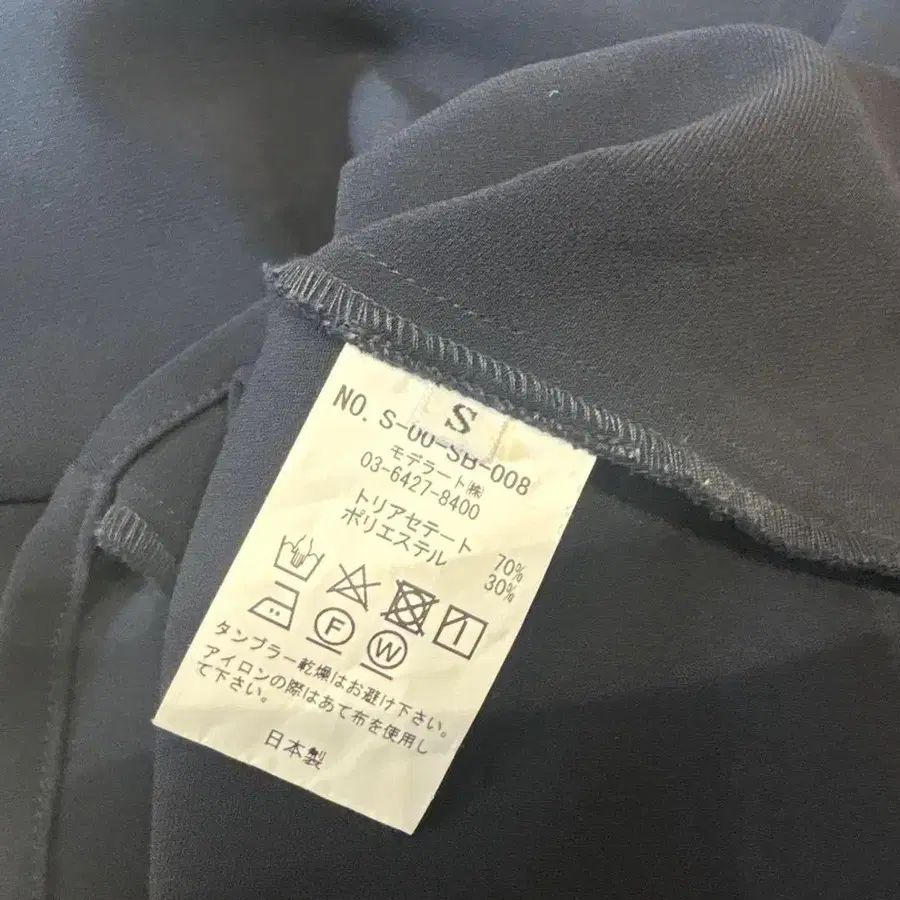 S
NO. S-00-SB-008
モデラート㈱
03-6427-8400
トリアセテート 70%
ポリエステル 30%
F
W
タンブラー乾燥はお避け下さい。
アイロンの際はあて布を使用し
て下さい。
日本製